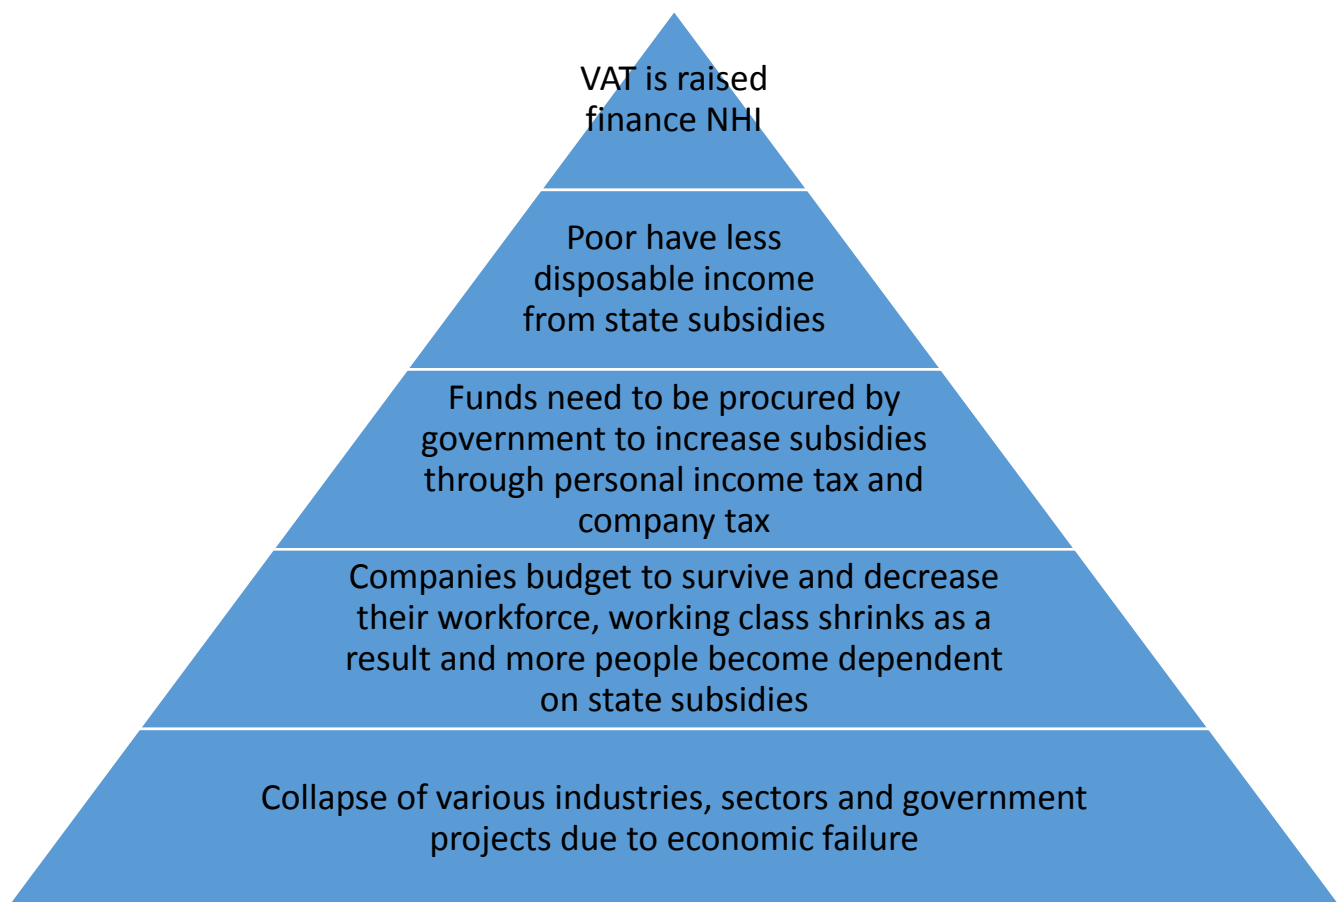 VAT is raised
finance NHI
Poor have less
disposable income
from state subsidies
Funds need to be procured by
government to increase subsidies
through personal income tax and
company tax
Companies budget to survive and decrease
their workforce, working class shrinks as a
result and more people become dependent
on state subsidies
Collapse of various industries, sectors and government
projects due to economic failure